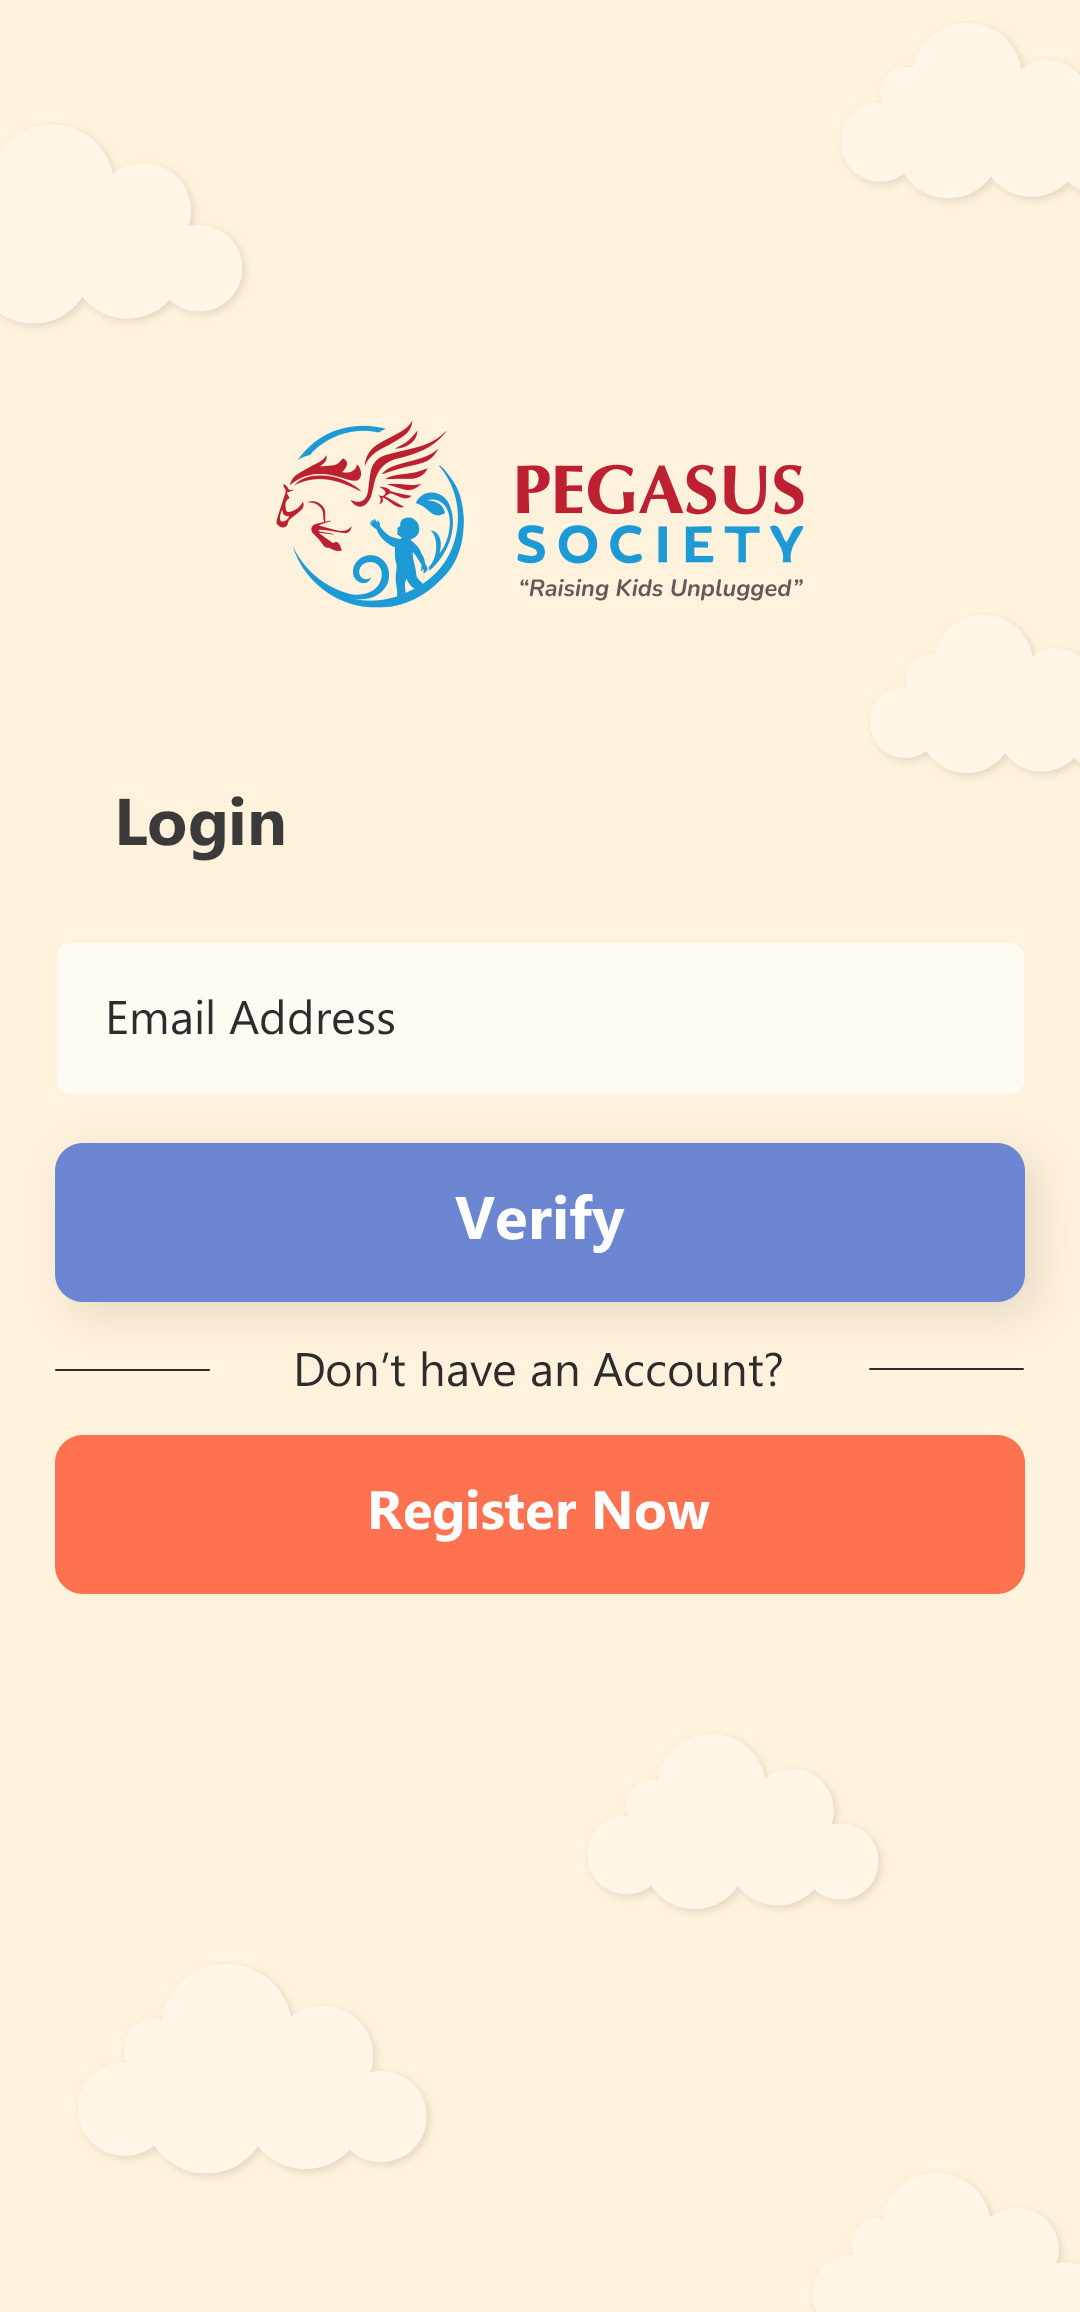 PEGASUS
SOCIETY
“Raising Kids Unplugged”
Login
Email Address
Verify
Don’t have an Account?
Register Now